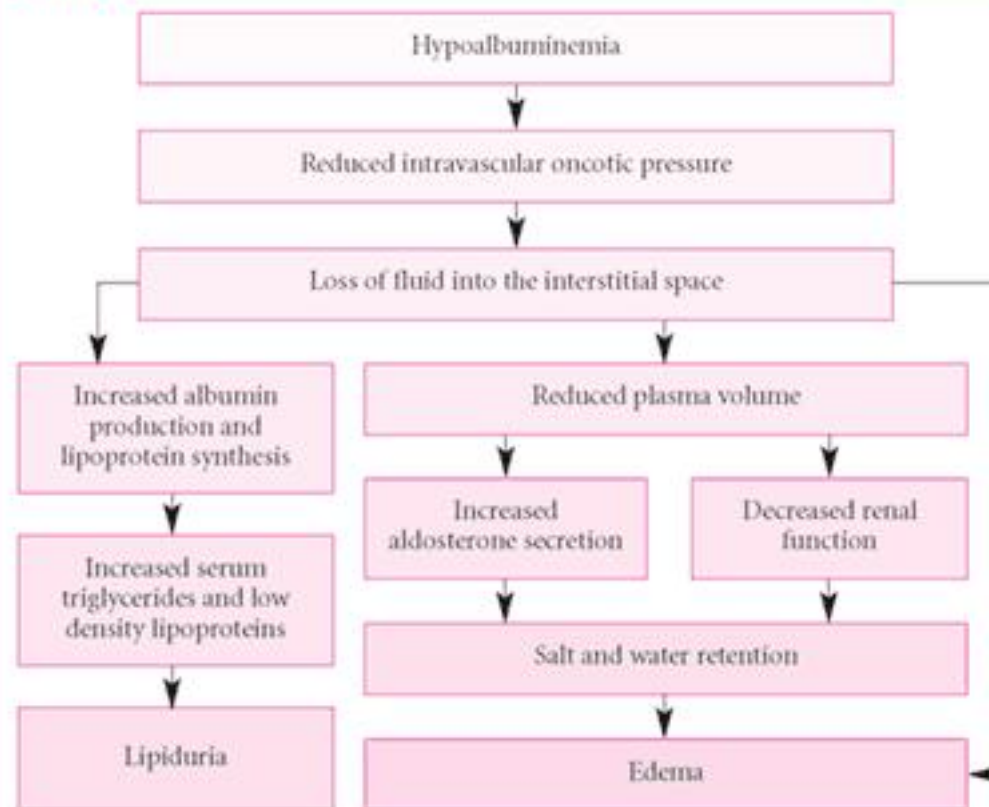 Hypoalbuminemia
Reduced intravascular oncotic pressure
Loss of fluid into the interstitial space
Increased albumin
production and
lipoprotein synthesis
Reduced plasma volume
Increased
aldosterone secretion
Decreased renal
function
Increased serum
triglycerides and low
density lipoproteins
Salt and water retention
Lipiduria
Edema